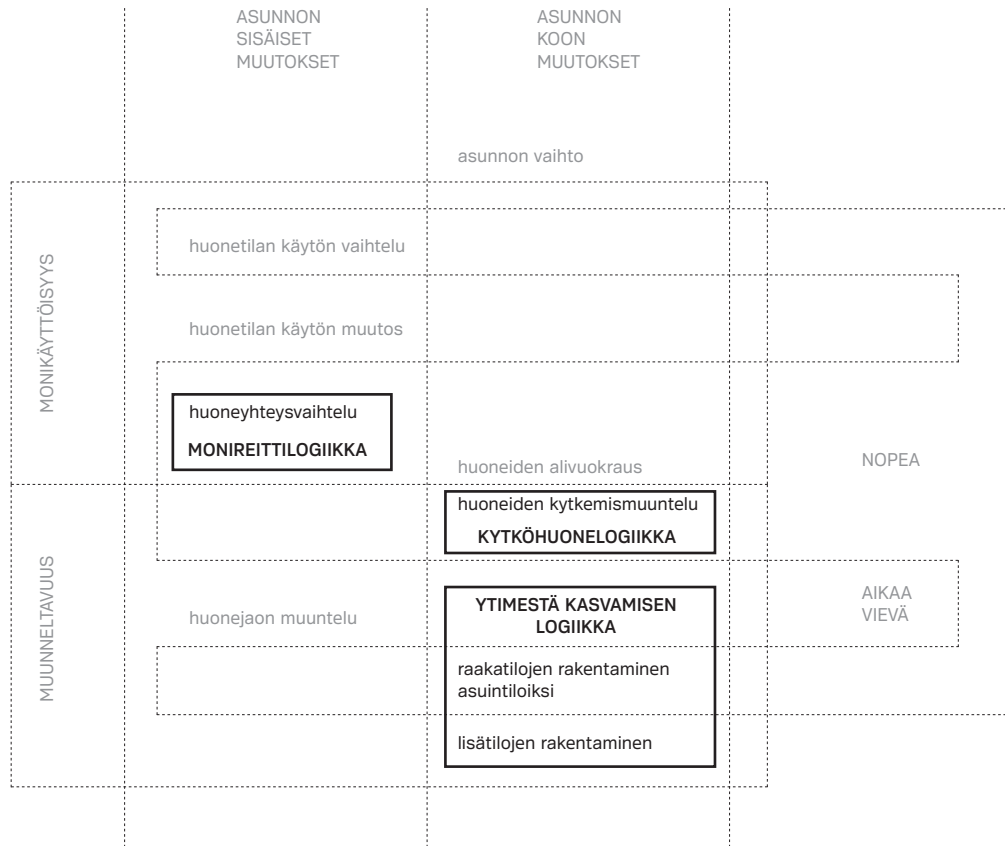 ASUNNON
SISÄISET
MUUTOKSET
ASUNNON
KOON
MUUTOKSET
asunnon vaihto
MONIKÄYTTÖISYYS
huonetilan käytön vaihtelu
huonetilan käytön muutos
huoneyhteysvaihtelu
MONIREITTILOGIIKKA
huoneiden alivuokraus
NOPEA
MUUNNELTAVUUS
huoneiden kytkemismuuntelu
KYTKÖHUONELOGIIKKA
huonejaon muuntelu
YTIMESTÄ KASVAMISEN
LOGIIKKA
AIKAA
VIEVÄ
raakatilojen rakentaminen
asuintiloiksi
lisätilojen rakentaminen